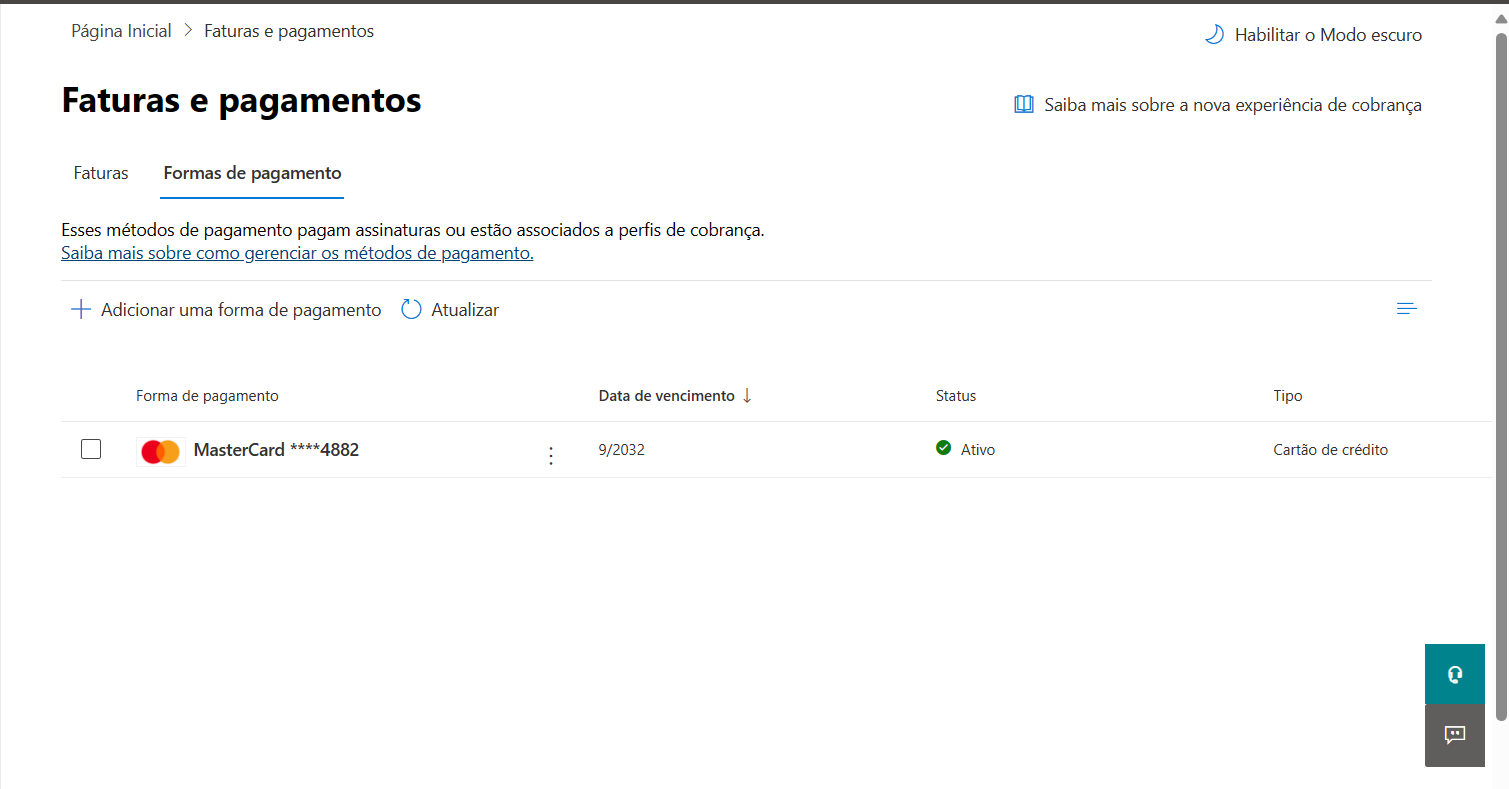 Página Inicial > Faturas e pagamentos
Habilitar o Modo escuro
Faturas e pagamentos
Saiba mais sobre a nova experiência de cobrança
Faturas Formas de pagamento
Esses métodos de pagamento pagam assinaturas ou estão associados a perfis de cobrança.
Saiba mais sobre como gerenciar os métodos de pagamento.
Adicionar uma forma de pagamento Atualizar
Forma de pagamento Data de vencimento ↓ Status Tipo
MasterCard ****4882 9/2032 Ativo Cartão de crédito